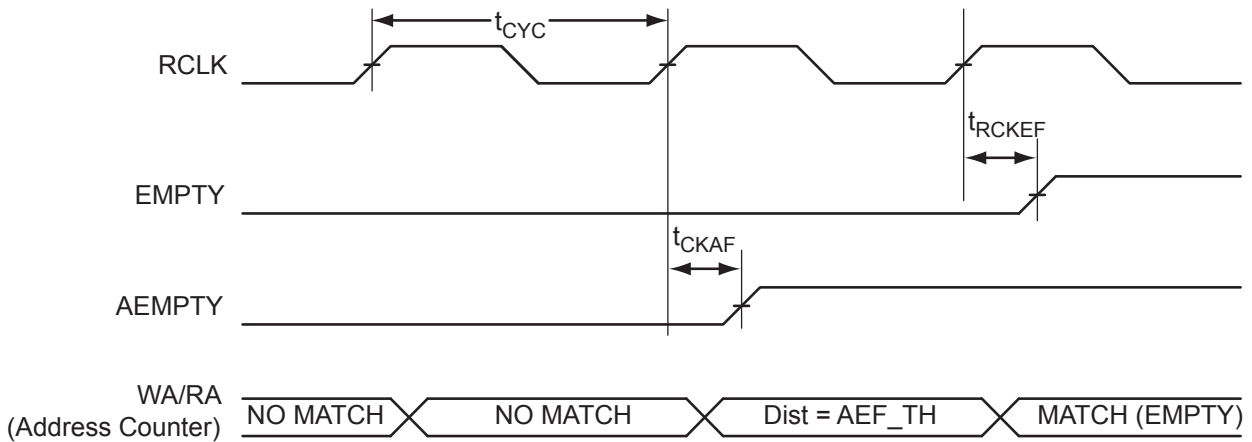 tCYC
RCLK
tRCKEF
EMPTY
tCKAF
AEMPTY
WA/RA
(Address Counter)
NO MATCH
NO MATCH
Dist = AEF_TH
MATCH (EMPTY)